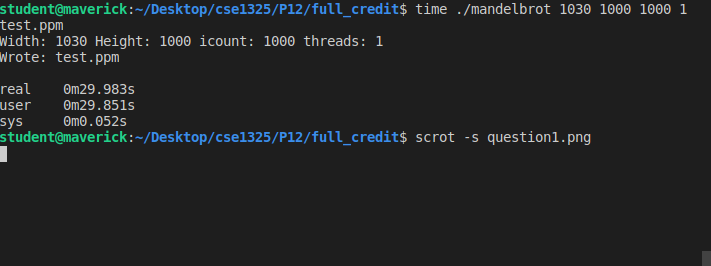 student@maverick:~/Desktop/cse1325/P12/full_credit$ time ./mandelbrot 1030 1000 1000 1
test.ppm
Width: 1030 Height: 1000 icount: 1000 threads: 1
Wrote: test.ppm
real 0m29.983s
user 0m29.851s
sys 0m0.052s
student@maverick:~/Desktop/cse1325/P12/full_credit$ scrot -s question1.png